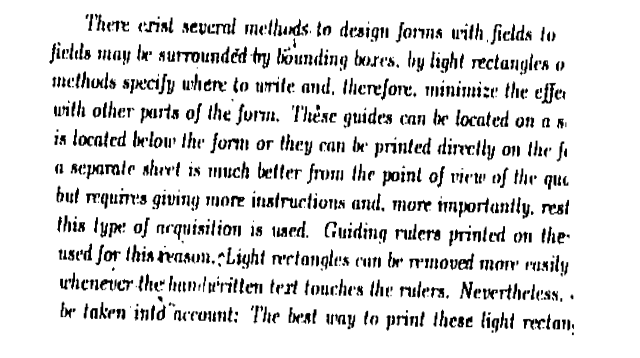 There exist several methods to design forms with fields to
fields may be surrounded by bounding boxes, by light rectangles o
methods specify where to write and, therefore, minimize the effec
with other parts of the form. These guides can be located on a s
is located below the form or they can be printed directly on the fo
a separate sheet is much better from the point of view of the qua
but requires giving more instructions and, more importantly, rest
this type of acquisition is used. Guiding rulers printed on the
used for this reason. Light rectangles can be removed more easily
whenever the handwritten text touches the rulers. Nevertheless,
be taken into account: The best way to print these light rectan